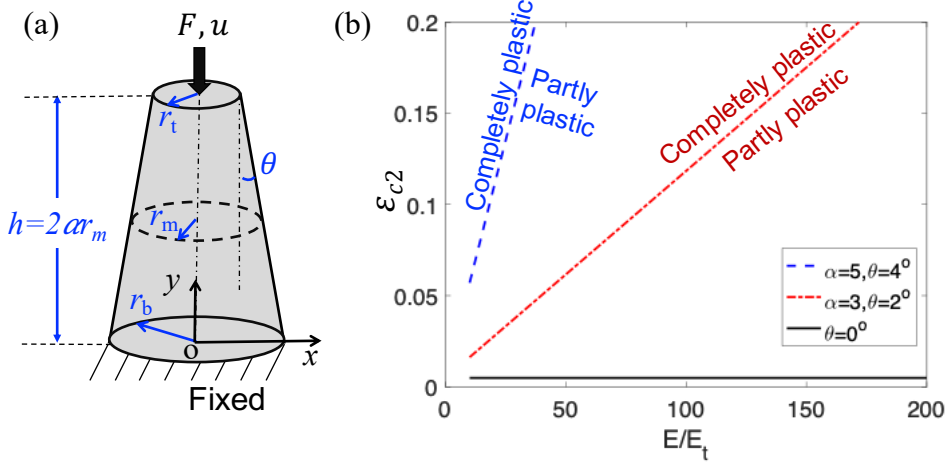 (a)
F, u
r_t
θ
h=2αr_m
r_m
y
r_b
o
x
Fixed
(b)
0.2
0.15
0.1
0.05
0
ε_c2
Completely plastic
Partly plastic
Completely plastic
Partly plastic
α=5,θ=4°
α=3,θ=2°
θ=0°
0
50
100
150
200
E/E_t